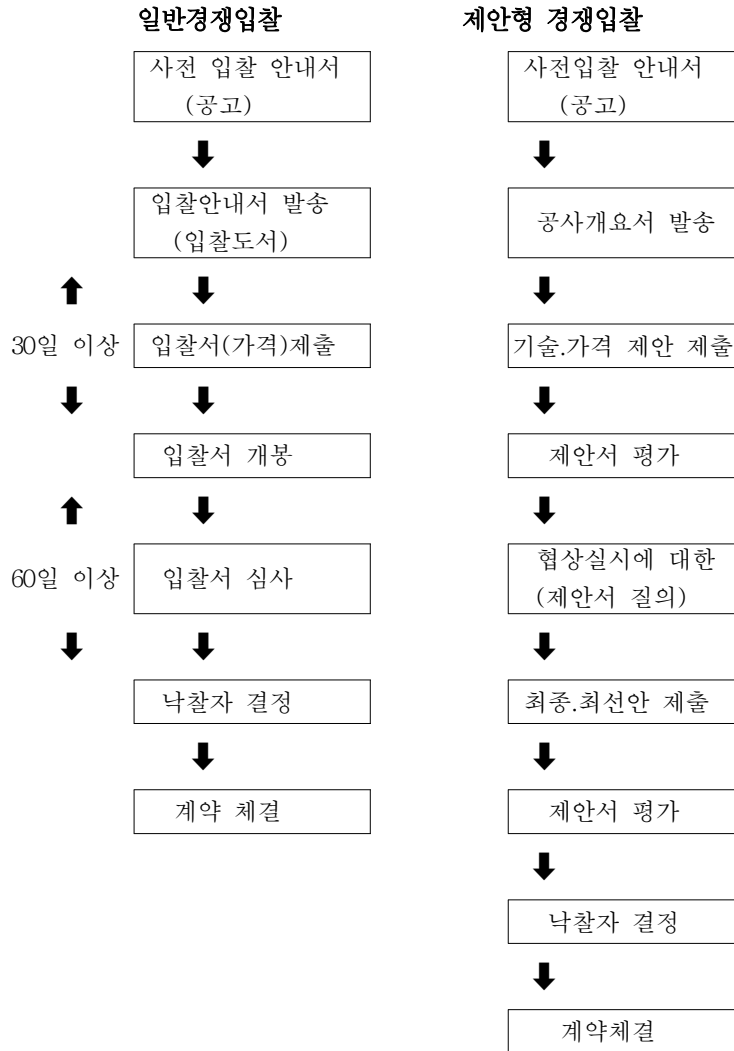 일반경쟁입찰
사전 입찰 안내서
(공고)
입찰안내서 발송
(입찰도서)
30일 이상
입찰서(가격)제출
입찰서 개봉
60일 이상
입찰서 심사
낙찰자 결정
계약 체결
제안형 경쟁입찰
사전입찰 안내서
(공고)
공사개요서 발송
기술.가격 제안 제출
제안서 평가
협상실시에 대한
(제안서 질의)
최종.최선안 제출
제안서 평가
낙찰자 결정
계약체결